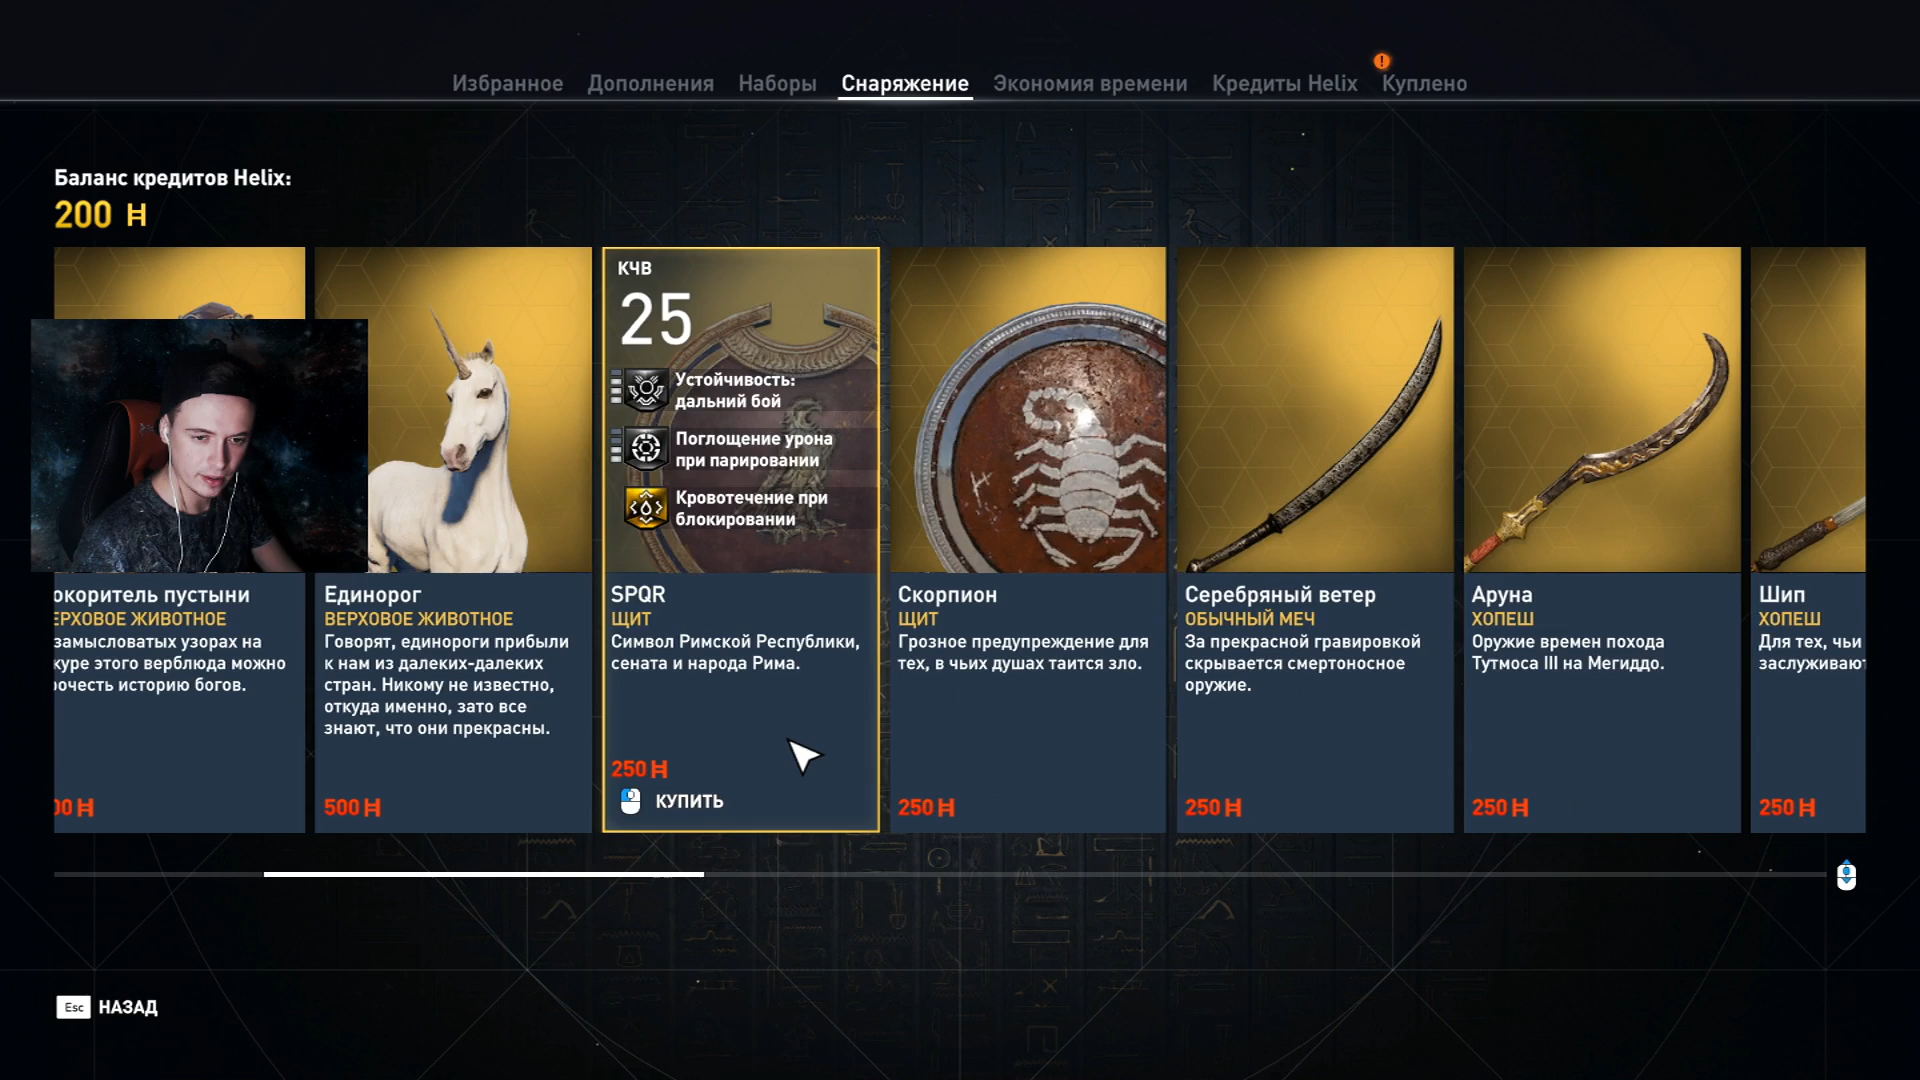 Избранное Дополнения Наборы Снаряжение Экономия времени Кредиты Helix Куплено
Баланс кредитов Helix:
200 H
окоритель пустыни
ЕРХОВОЕ ЖИВОТНОЕ
замысловатых узорах на
куре этого верблюда можно
очесть историю богов.
00 H
Единорог
ВЕРХОВОЕ ЖИВОТНОЕ
Говорят, единороги прибыли
к нам из далеких-далеких
стран. Никому не известно,
откуда именно, зато все
знают, что они прекрасны.
500 H
КЧВ
25
Устойчивость:
дальний бой
Поглощение урона
при парировании
Кровотечение при
блокировании
SPQR
ЩИТ
Символ Римской Республики,
сената и народа Рима.
250 H
КУПИТЬ
Скорпион
ЩИТ
Грозное предупреждение для
тех, в чьих душах таится зло.
250 H
Серебряный ветер
ОБЫЧНЫЙ МЕЧ
За прекрасной гравировкой
скрывается смертоносное
оружие.
250 H
Аруна
ХОПЕШ
Оружие времен похода
Тутмоса III на Мегиддо.
250 H
Шип
ХОПЕШ
Для тех, чьи
заслуживают
250 H
Esc НАЗАД